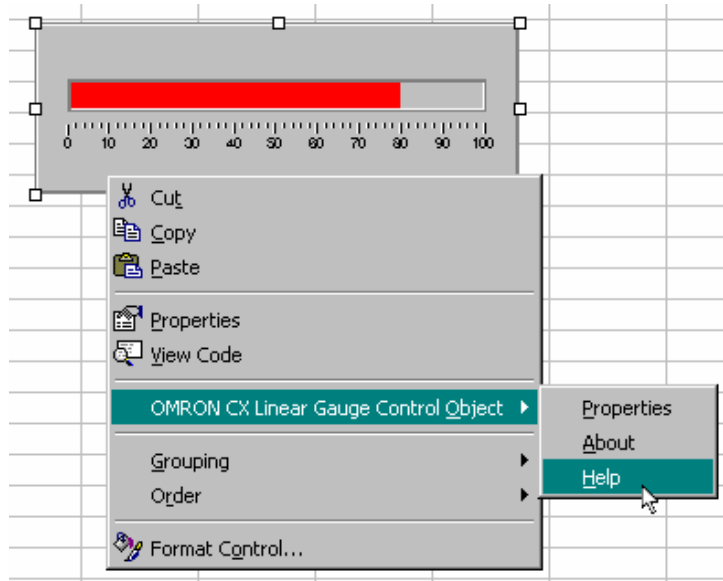 0 10 20 30 40 50 60 70 80 90 100
Cut
Copy
Paste
Properties
View Code
OMRON CX Linear Gauge Control Object
Properties
About
Help
Grouping
Order
Format Control...